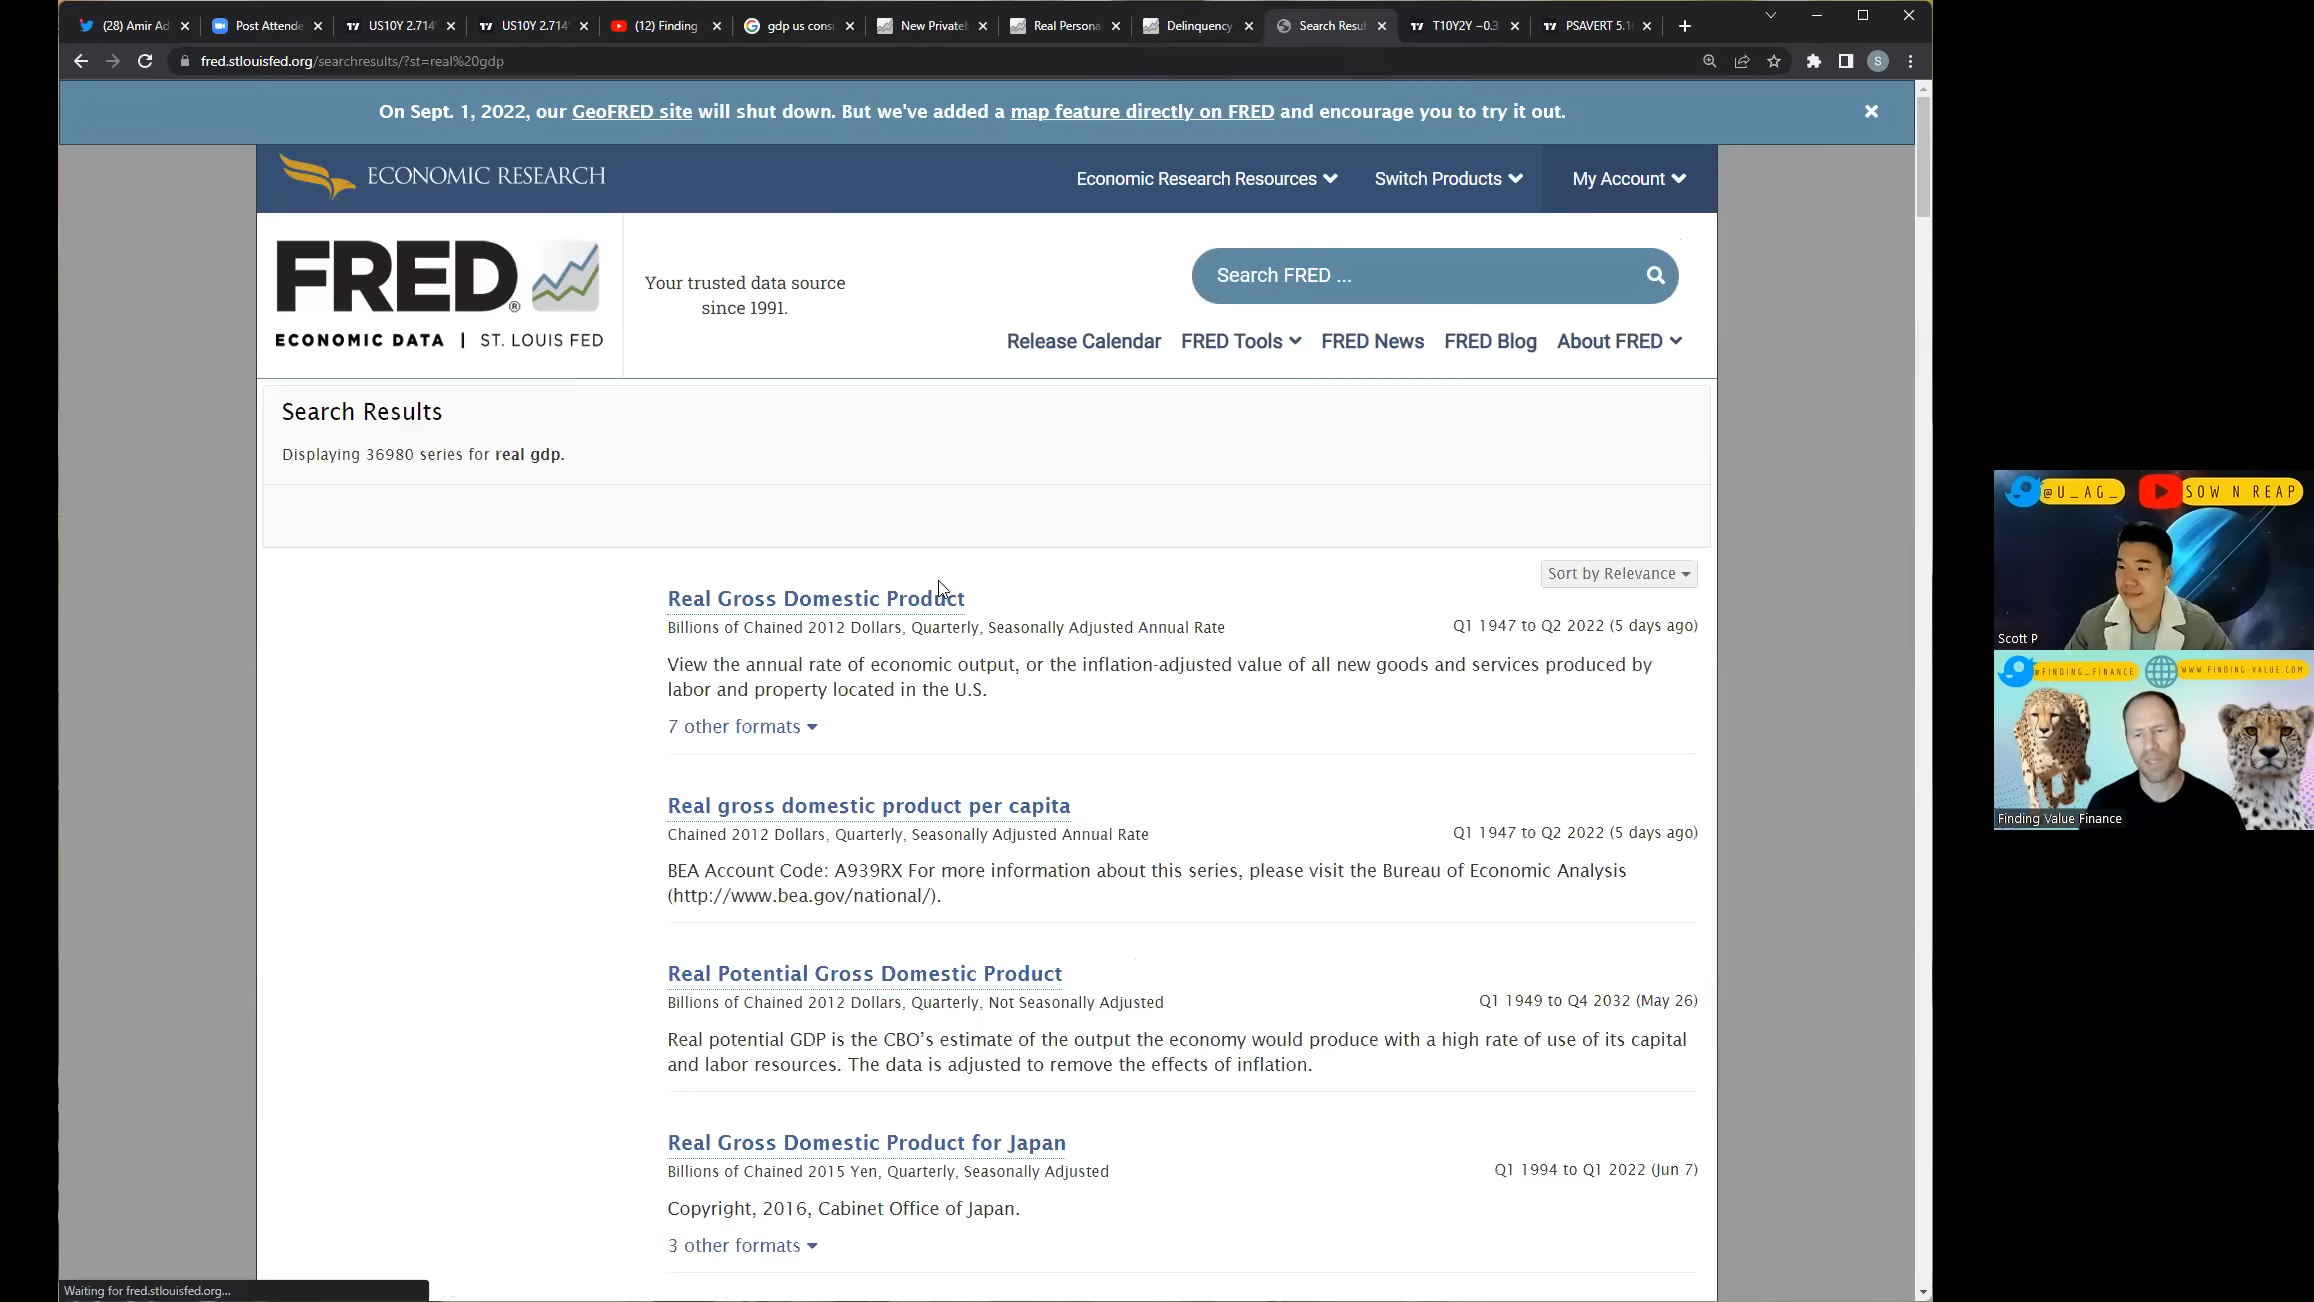 (28) Amir Ad
Post Attende
US10Y 2.714
US10Y 2.714
(12) Finding
gdp us cons
New Privatel
Real Persona
Delinquency
Search Resul
T10Y2Y −0.3
PSAVERT 5.1
fred.stlouisfed.org/searchresults/?st=real%20gdp
S
On Sept. 1, 2022, our GeoFRED site will shut down. But we've added a map feature directly on FRED and encourage you to try it out.
ECONOMIC RESEARCH
Economic Research Resources
Switch Products
My Account
FRED®
ECONOMIC DATA | ST. LOUIS FED
Your trusted data source
since 1991.
Search FRED ...
Release Calendar
FRED Tools
FRED News
FRED Blog
About FRED
Search Results
Displaying 36980 series for real gdp.
Sort by Relevance
Real Gross Domestic Product
Billions of Chained 2012 Dollars, Quarterly, Seasonally Adjusted Annual Rate
Q1 1947 to Q2 2022 (5 days ago)
View the annual rate of economic output, or the inflation-adjusted value of all new goods and services produced by
labor and property located in the U.S.
7 other formats
Real gross domestic product per capita
Chained 2012 Dollars, Quarterly, Seasonally Adjusted Annual Rate
Q1 1947 to Q2 2022 (5 days ago)
BEA Account Code: A939RX For more information about this series, please visit the Bureau of Economic Analysis
(http://www.bea.gov/national/).
Real Potential Gross Domestic Product
Billions of Chained 2012 Dollars, Quarterly, Not Seasonally Adjusted
Q1 1949 to Q4 2032 (May 26)
Real potential GDP is the CBO's estimate of the output the economy would produce with a high rate of use of its capital
and labor resources. The data is adjusted to remove the effects of inflation.
Real Gross Domestic Product for Japan
Billions of Chained 2015 Yen, Quarterly, Seasonally Adjusted
Q1 1994 to Q1 2022 (Jun 7)
Copyright, 2016, Cabinet Office of Japan.
3 other formats
Waiting for fred.stlouisfed.org...
@U_AG_
SOW N REAP
Scott P
#FINDING_FINANCE
WWW.FINDING-VALUE.COM
Finding Value Finance